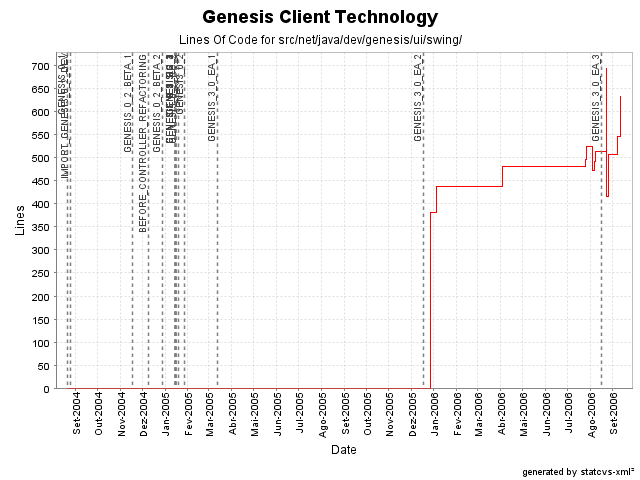 Genesis Client Technology
Lines Of Code for src/net/java/dev/genesis/ui/swing/
Lines
700
650
600
550
500
450
400
350
300
250
200
150
100
50
0
GENESIS_0_2_BETA_1
BEFORE_CONTROLLER_REFACTORING
GENESIS_0_2_BETA_2
GENESIS_3_0_EA_1
GENESIS_3_0_EA_2
GENESIS_3_0_EA_3
Set-2004
Out-2004
Nov-2004
Dez-2004
Jan-2005
Fev-2005
Mar-2005
Abr-2005
Mai-2005
Jun-2005
Jul-2005
Ago-2005
Set-2005
Out-2005
Nov-2005
Dez-2005
Jan-2006
Fev-2006
Mar-2006
Abr-2006
Mai-2006
Jun-2006
Jul-2006
Ago-2006
Set-2006
Date
generated by statcvs-xml²